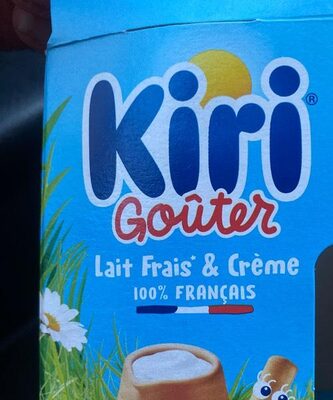 Kiri®
Goûter
Lait Frais* & Crème
100% FRANÇAIS